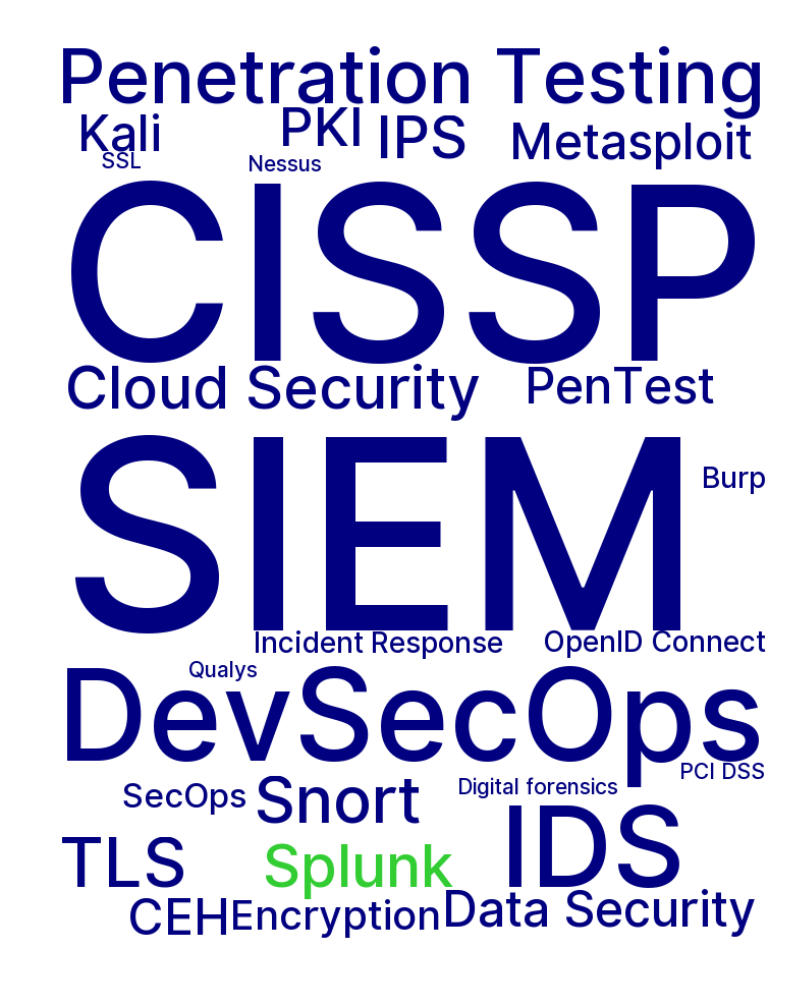 Penetration Testing
Kali PKI IPS Metasploit
SSL Nessus
CISSP
Cloud Security PenTest
SIEM
Burp
Incident Response OpenID Connect
Qualys
DevSecOps
PCI DSS
SecOps Snort Digital forensics
IDS
TLS Splunk
CEH Encryption Data Security